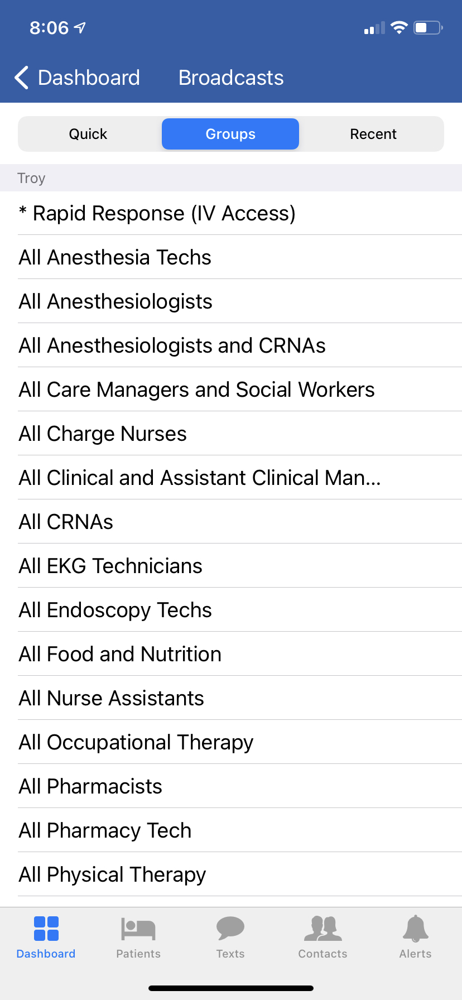 8:06
Dashboard Broadcasts
Quick Groups Recent
Troy
* Rapid Response (IV Access)
All Anesthesia Techs
All Anesthesiologists
All Anesthesiologists and CRNAs
All Care Managers and Social Workers
All Charge Nurses
All Clinical and Assistant Clinical Man...
All CRNAs
All EKG Technicians
All Endoscopy Techs
All Food and Nutrition
All Nurse Assistants
All Occupational Therapy
All Pharmacists
All Pharmacy Tech
All Physical Therapy
Dashboard Patients Texts Contacts Alerts